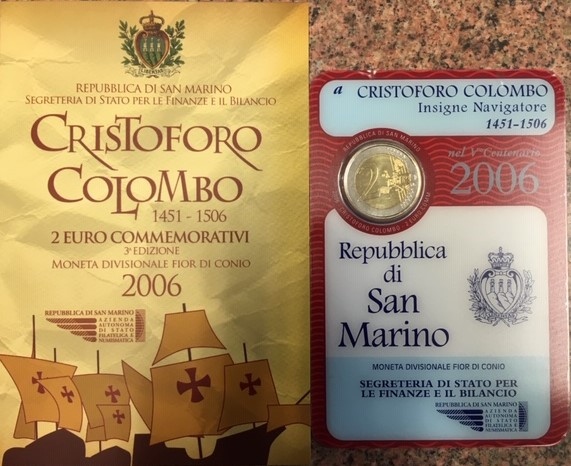 REPUBBLICA DI SAN MARINO
SEGRETERIA DI STATO PER LE FINANZE E IL BILANCIO
CRISTOFORO
COLOMBO
1451 - 1506
2 EURO COMMEMORATIVI
3ª EDIZIONE
MONETA DIVISIONALE FIOR DI CONIO
2006
REPUBBLICA DI SAN MARINO
AZIENDA
AUTONOMA
DI STATO
FILATELICA E
NUMISMATICA
a CRISTOFORO COLOMBO
Insigne Navigatore
1451-1506
nel V° Centenario
2006
REPUBBLICA DI SAN MARINO
CRISTOFORO COLOMBO
2
Repubblica
di
San
Marino
MONETA DIVISIONALE FIOR DI CONIO
SEGRETERIA DI STATO PER
LE FINANZE E IL BILANCIO
REPUBBLICA DI SAN MARINO
AZIENDA
AUTONOMA
DI STATO
FILATELICA E
NUMISMATICA